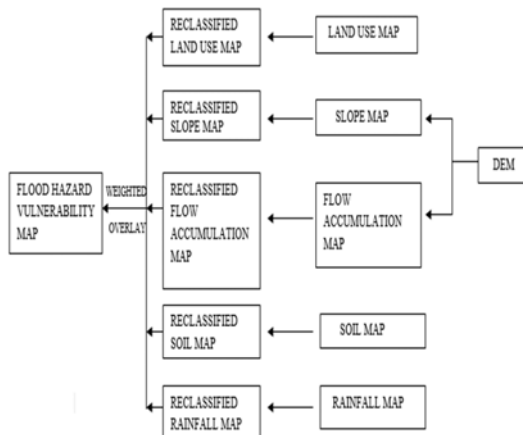 RECLASSIFIED
LAND USE MAP
LAND USE MAP
RECLASSIFIED
SLOPE MAP
SLOPE MAP
DEM
FLOOD HAZARD
VULNERABILITY
MAP
WEIGHTED
OVERLAY
RECLASSIFIED
FLOW
ACCUMULATION
MAP
FLOW
ACCUMULATION
MAP
RECLASSIFIED
SOIL MAP
SOIL MAP
RECLASSIFIED
RAINFALL MAP
RAINFALL MAP